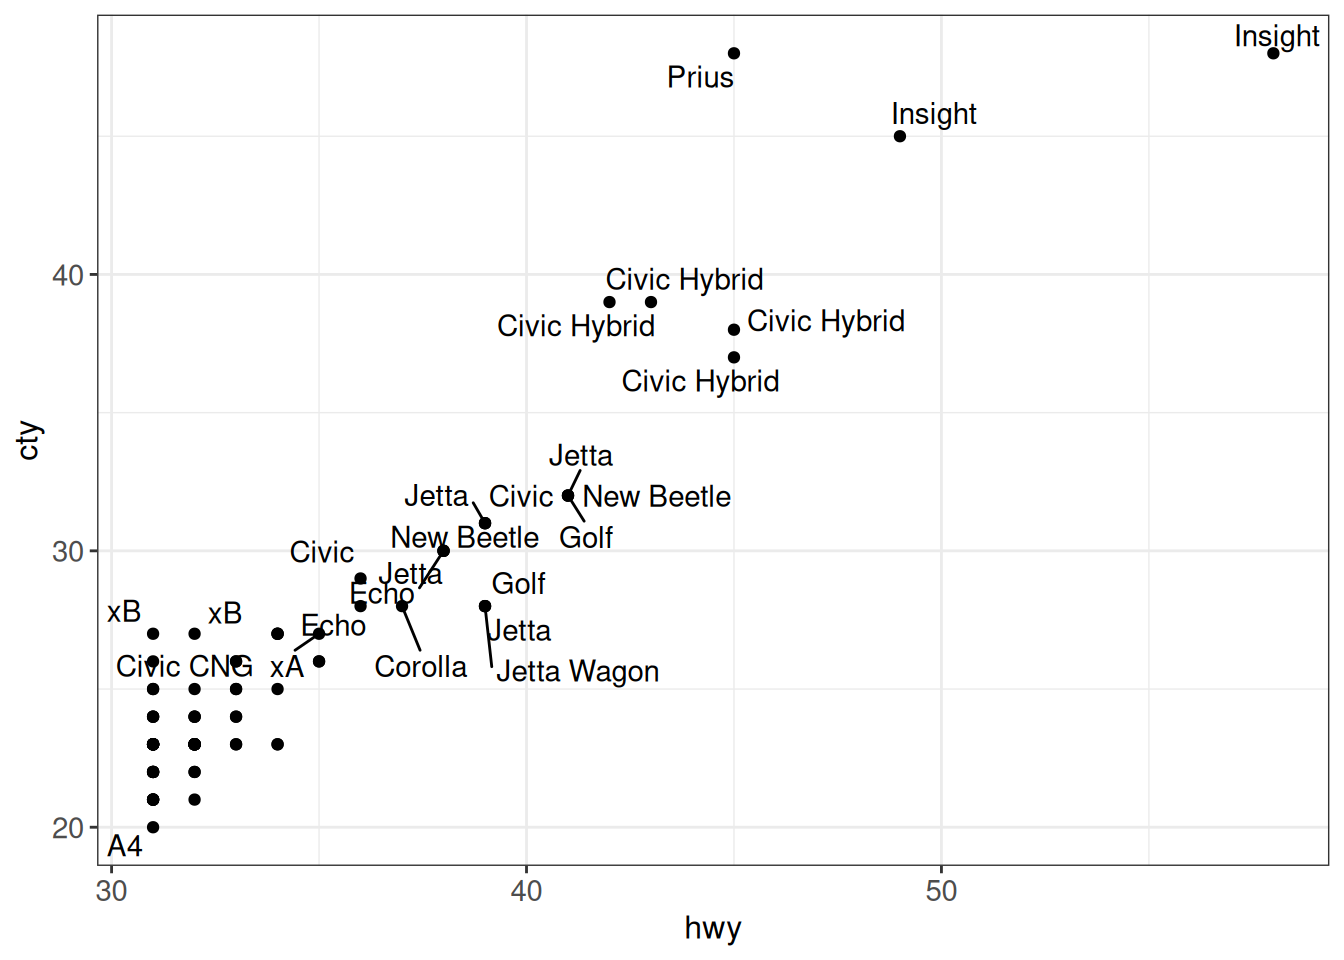 Insight
Prius
Insight
40
Civic Hybrid
Civic Hybrid
Civic Hybrid
Civic Hybrid
cty
Jetta
Jetta
Civic
New Beetle
New Beetle
Golf
30
Civic
Jetta
Golf
Echo
xB
xB
Echo
Jetta
Civic CNG
xA
Corolla
Jetta Wagon
20
A4
30
40
50
hwy